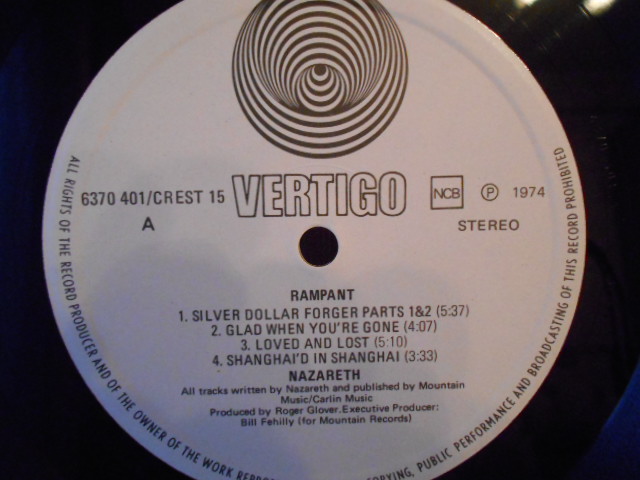 6370 401/CREST 15 VERTIGO NCB Ⓟ 1974
A STEREO
RAMPANT
1. SILVER DOLLAR FORGER PARTS 1&2 (5:37)
2. GLAD WHEN YOU'RE GONE (4:07)
3. LOVED AND LOST (5:10)
4. SHANGHAI'D IN SHANGHAI (3:33)
NAZARETH
All tracks written by Nazareth and published by Mountain
Music/Carlin Music
Produced by Roger Glover. Executive Producer:
Bill Fehilly (for Mountain Records)
ALL RIGHTS OF THE RECORD PRODUCER AND OF THE OWNER OF THE WORK
PUBLIC PERFORMANCE AND BROADCASTING OF THIS RECORD PROHIBITED